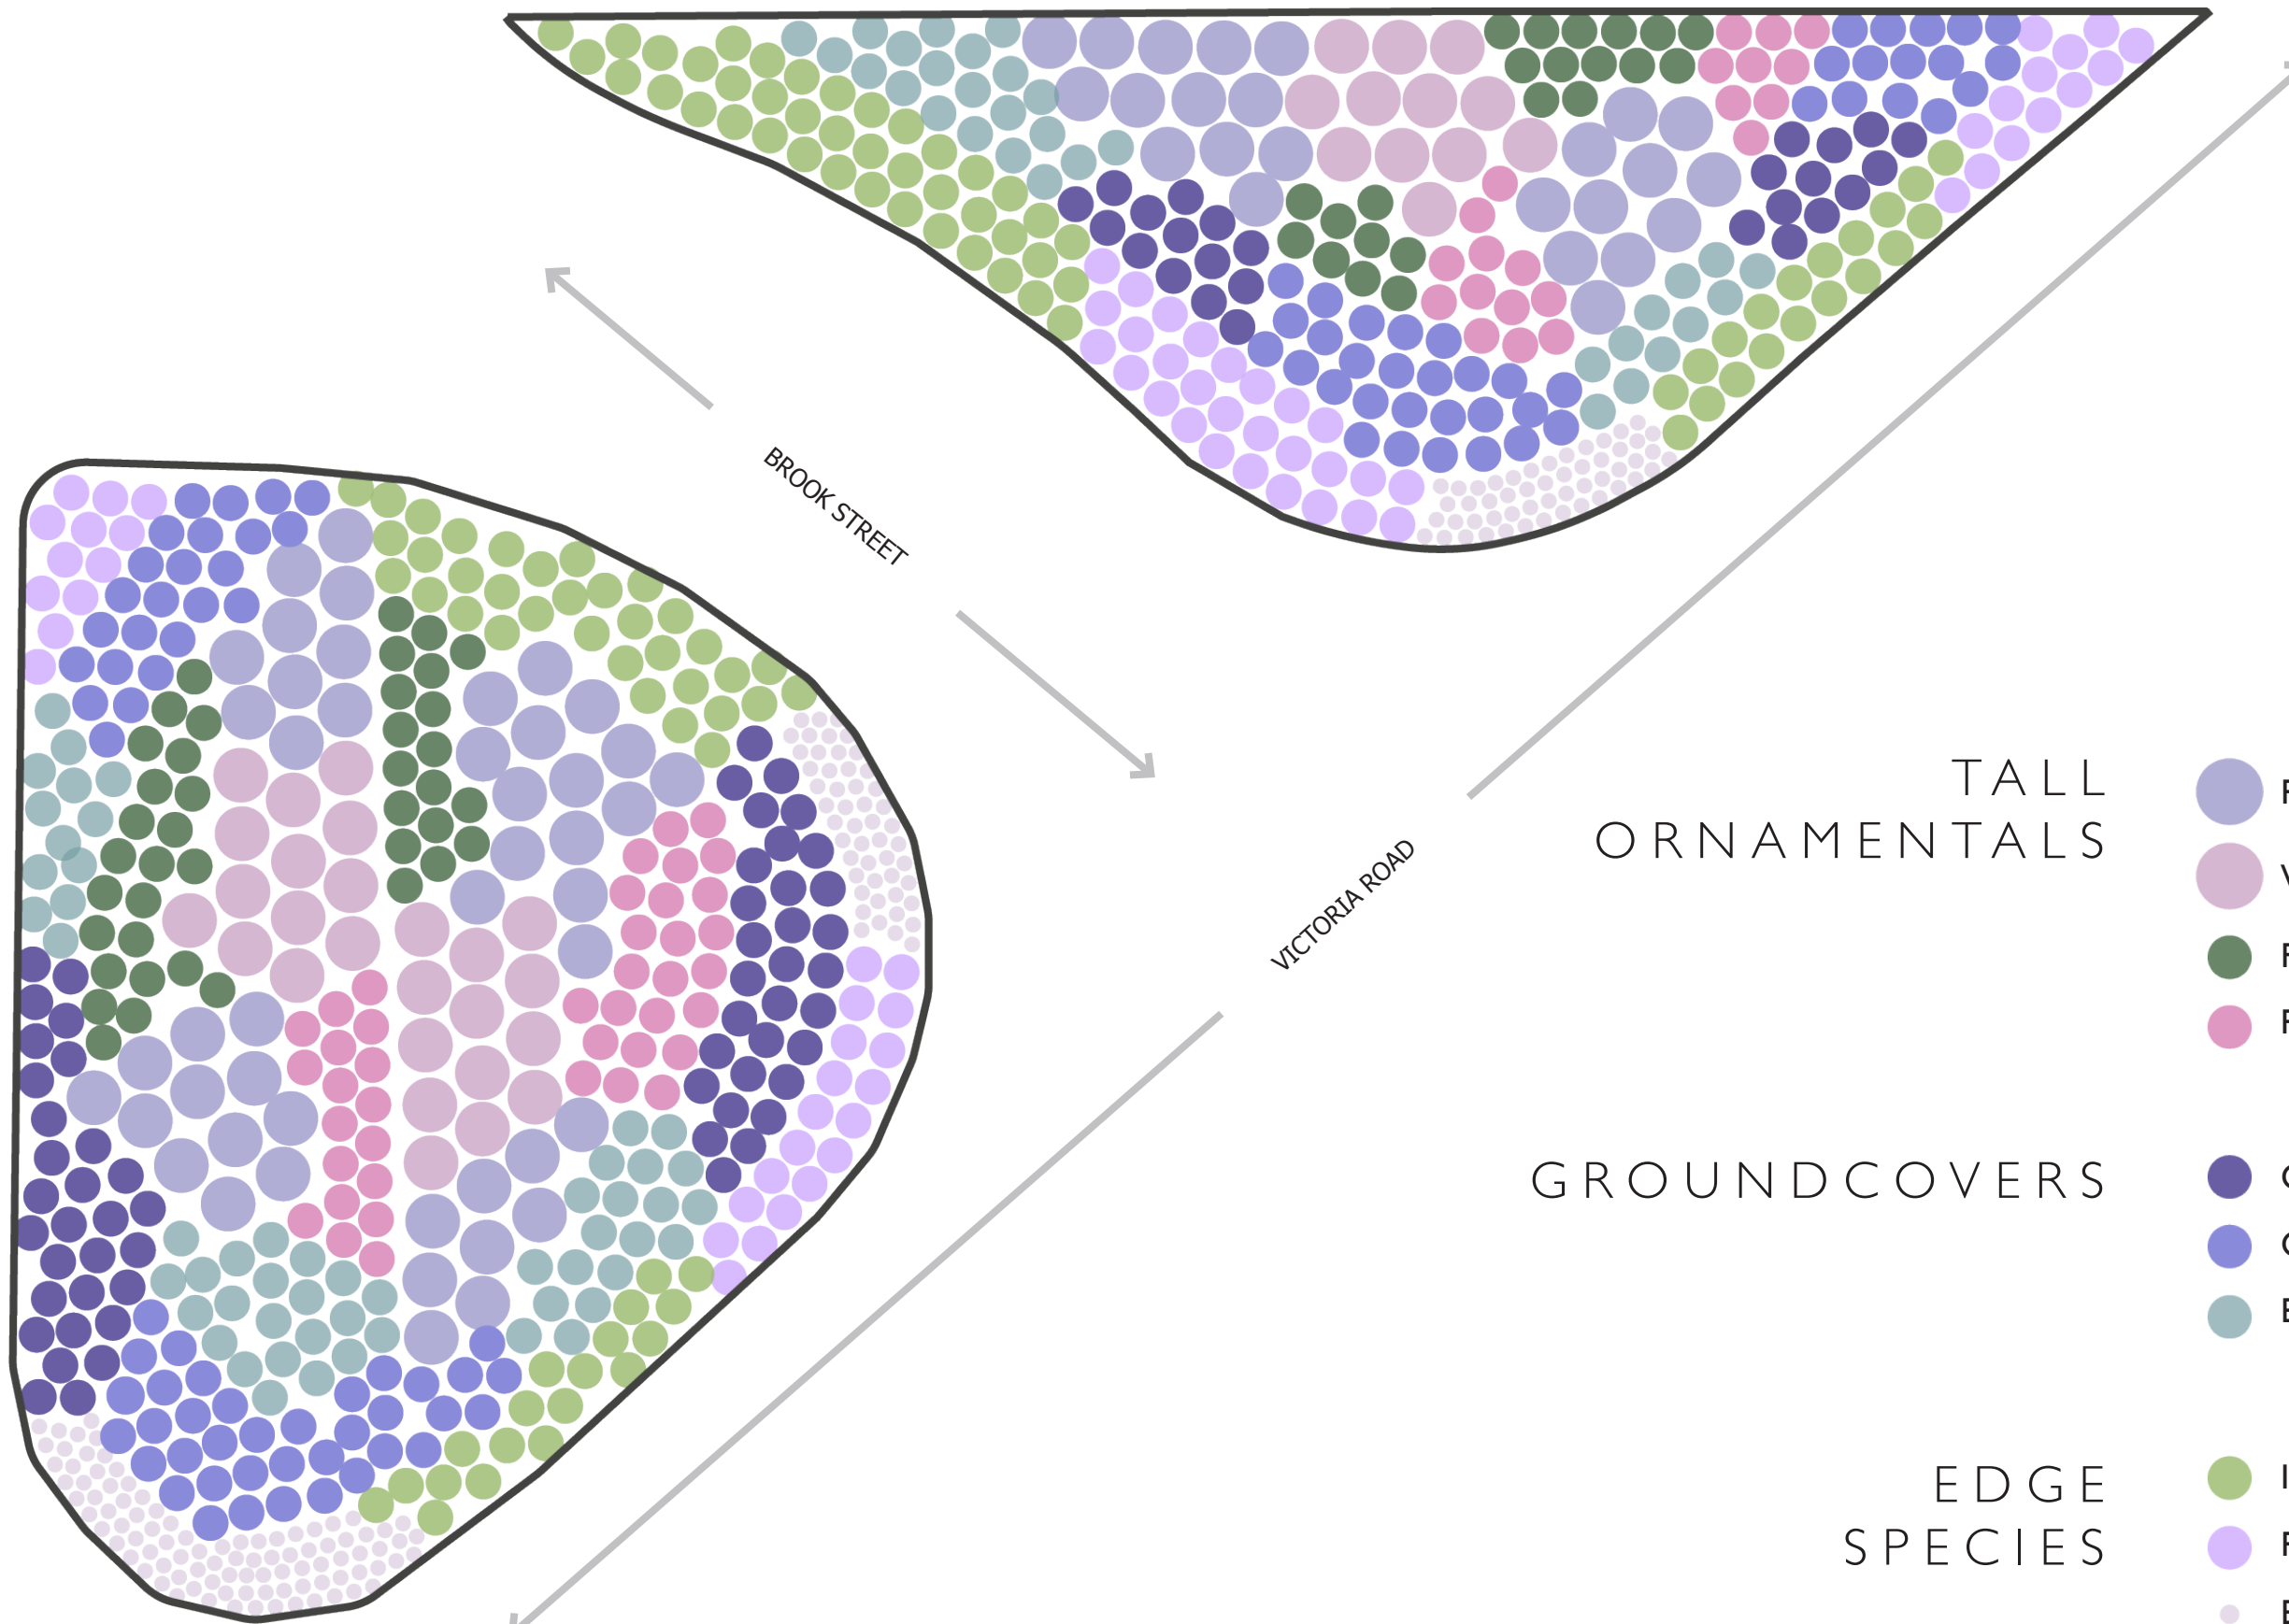 BROOK STREET
VICTORIA ROAD
TALL
ORNAMENTALS
GROUNDCOVERS
EDGE
SPECIES